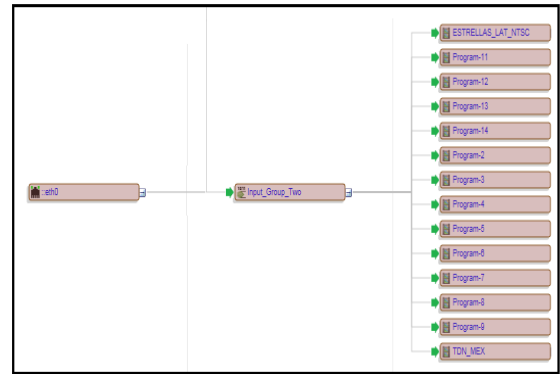 : eth0
Input_Group_Two
ESTRELLAS_LAT_NTSC
Program-11
Program-12
Program-13
Program-14
Program-2
Program-3
Program-4
Program-5
Program-6
Program-7
Program-8
Program-9
TDN_MEX